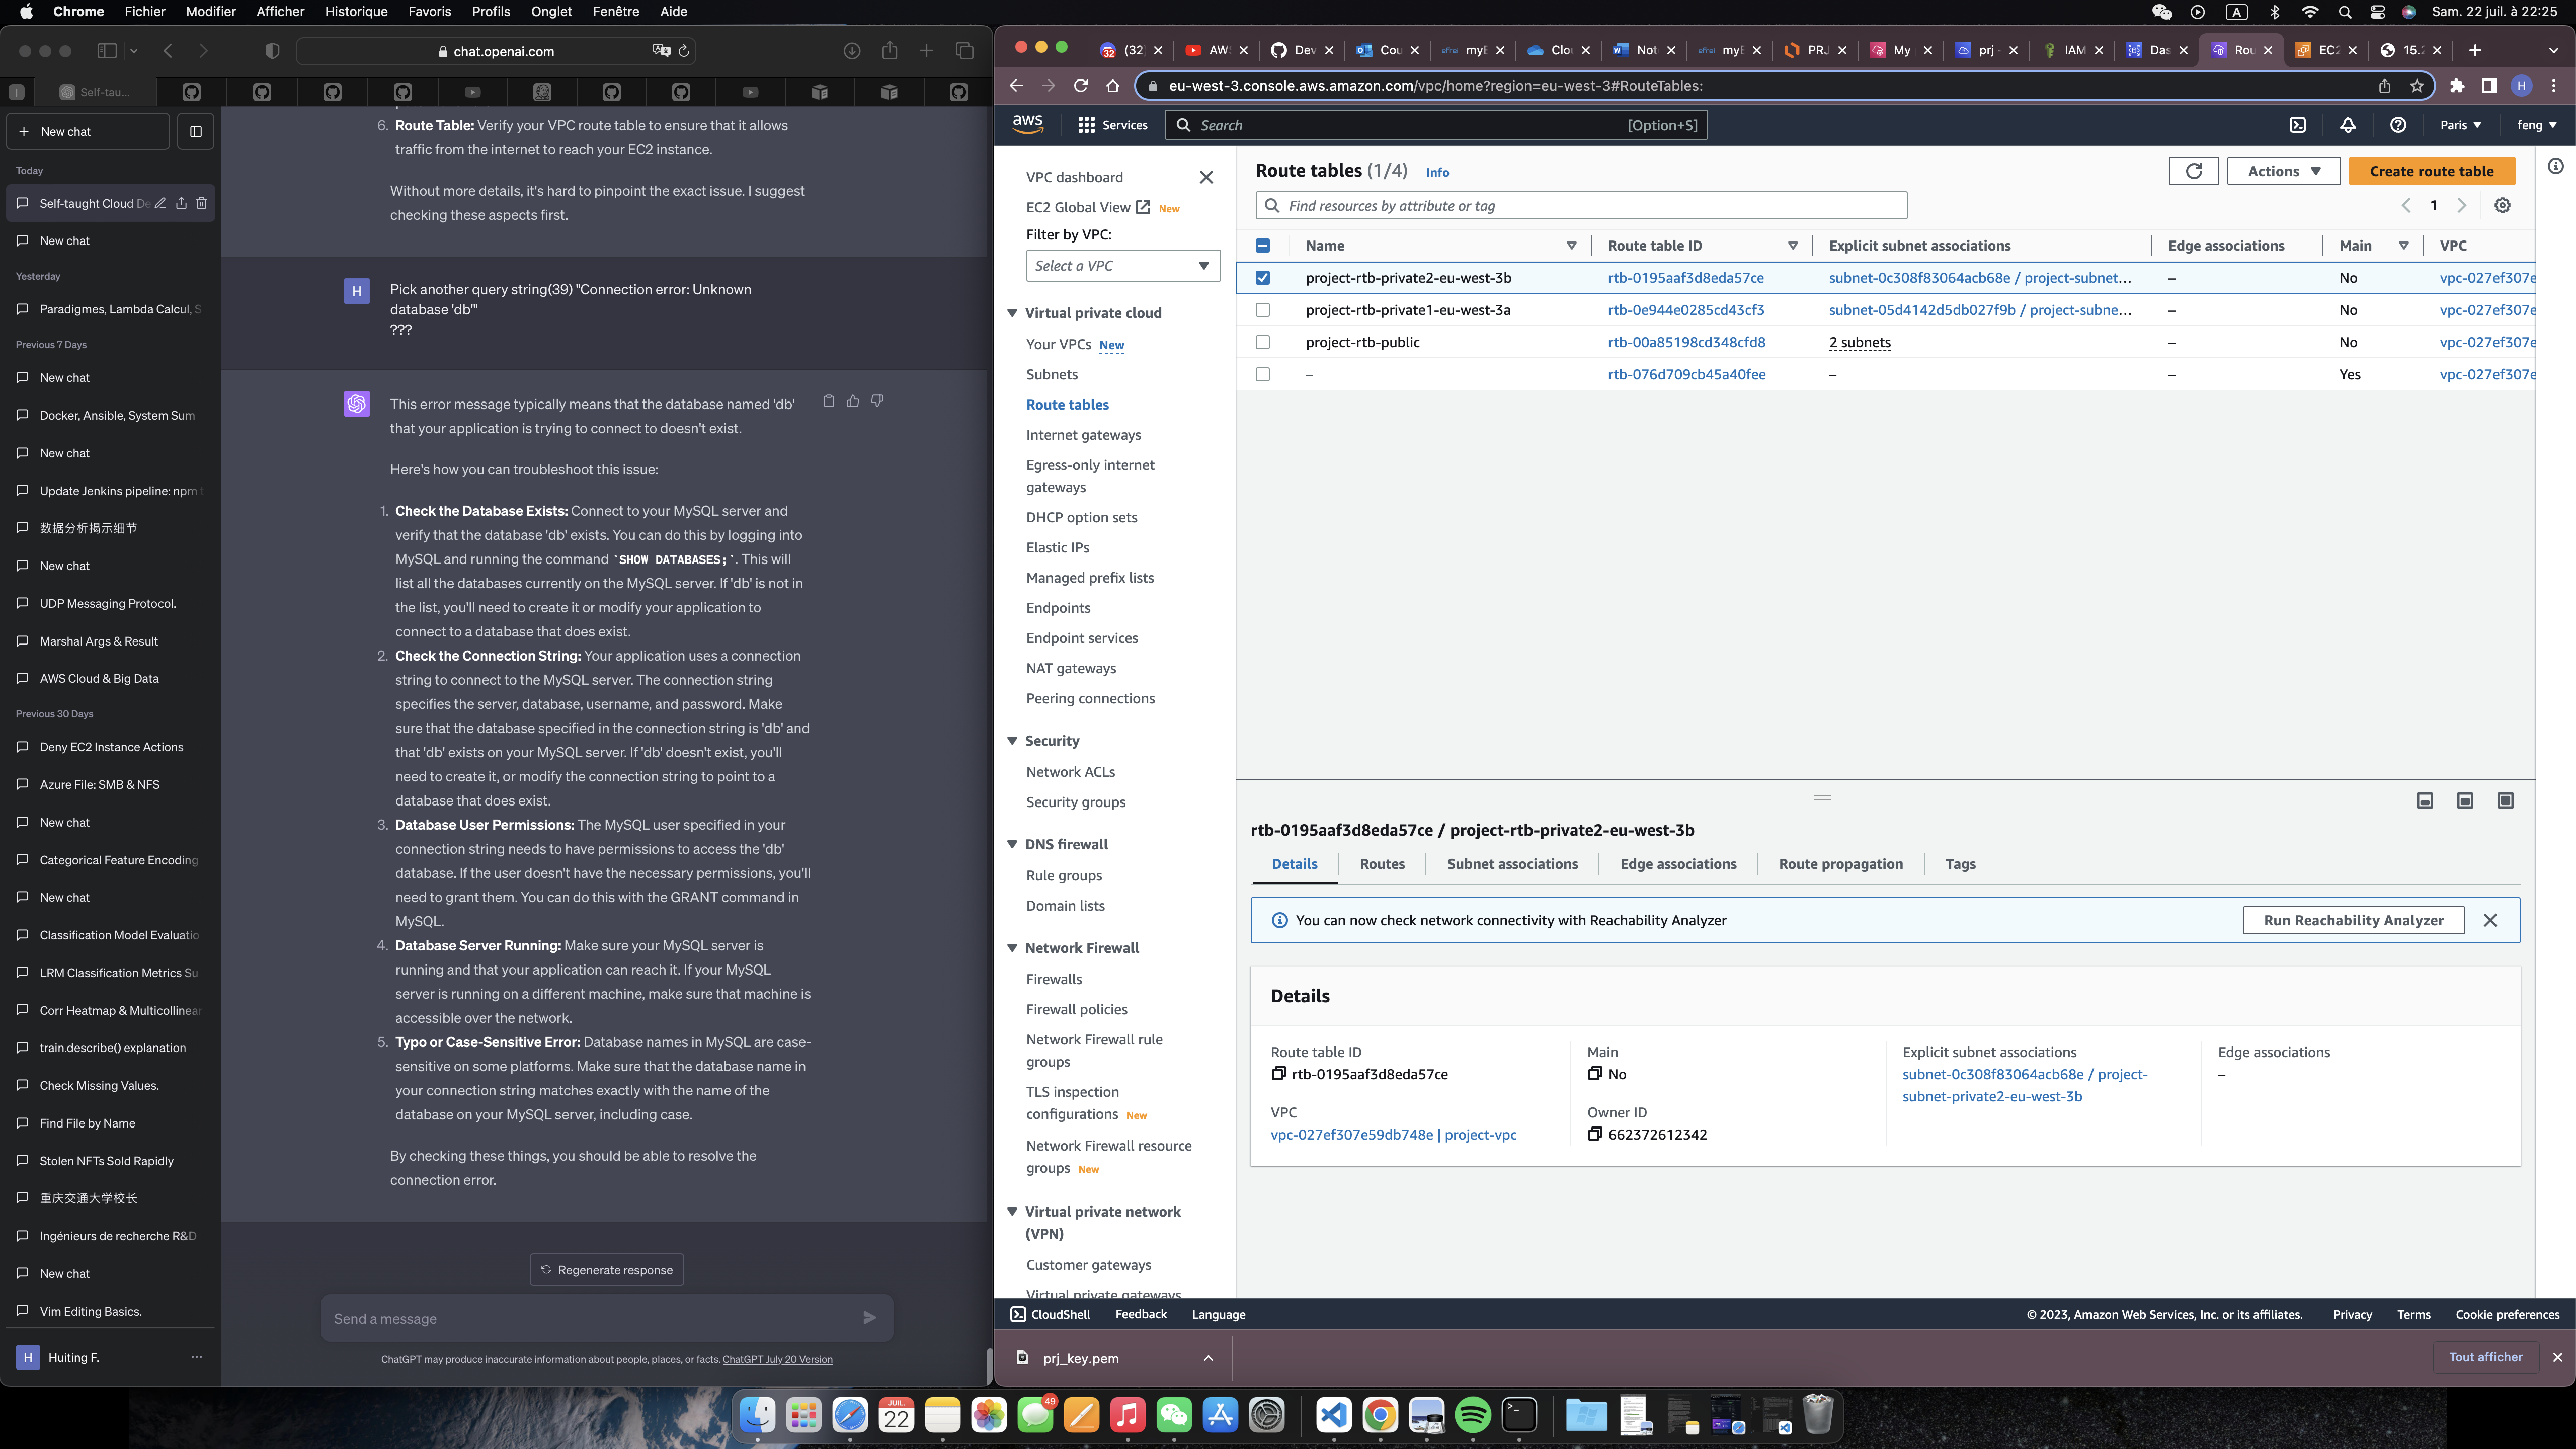 Chrome Fichier Modifier Afficher Historique Favoris Profils Onglet Fenêtre Aide
A Sam. 22 juil. à 22:25
chat.openai.com
Self-tau...
New chat
Today
Self-taught Cloud De
New chat
Yesterday
Paradigmes, Lambda Calcul, S
Previous 7 Days
New chat
Docker, Ansible, System Sum
New chat
Update Jenkins pipeline: npm
数据分析揭示细节
New chat
UDP Messaging Protocol.
Marshal Args & Result
AWS Cloud & Big Data
Previous 30 Days
Deny EC2 Instance Actions
Azure File: SMB & NFS
New chat
Categorical Feature Encoding
New chat
Classification Model Evaluatio
LRM Classification Metrics Su
Corr Heatmap & Multicollinear
train.describe() explanation
Check Missing Values.
Find File by Name
Stolen NFTs Sold Rapidly
重庆交通大学校长
Ingénieurs de recherche R&D
New chat
Vim Editing Basics.
H Huiting F. ...
6. Route Table: Verify your VPC route table to ensure that it allows
traffic from the internet to reach your EC2 instance.
Without more details, it's hard to pinpoint the exact issue. I suggest
checking these aspects first.
H Pick another query string(39) "Connection error: Unknown
database 'db'"
???
This error message typically means that the database named 'db'
that your application is trying to connect to doesn't exist.
Here's how you can troubleshoot this issue:
1. Check the Database Exists: Connect to your MySQL server and
verify that the database 'db' exists. You can do this by logging into
MySQL and running the command `SHOW DATABASES;`. This will
list all the databases currently on the MySQL server. If 'db' is not in
the list, you'll need to create it or modify your application to
connect to a database that does exist.
2. Check the Connection String: Your application uses a connection
string to connect to the MySQL server. The connection string
specifies the server, database, username, and password. Make
sure that the database specified in the connection string is 'db' and
that 'db' exists on your MySQL server. If 'db' doesn't exist, you'll
need to create it, or modify the connection string to point to a
database that does exist.
3. Database User Permissions: The MySQL user specified in your
connection string needs to have permissions to access the 'db'
database. If the user doesn't have the necessary permissions, you'll
need to grant them. You can do this with the GRANT command in
MySQL.
4. Database Server Running: Make sure your MySQL server is
running and that your application can reach it. If your MySQL
server is running on a different machine, make sure that machine is
accessible over the network.
5. Typo or Case-Sensitive Error: Database names in MySQL are case-
sensitive on some platforms. Make sure that the database name in
your connection string matches exactly with the name of the
database on your MySQL server, including case.
By checking these things, you should be able to resolve the
connection error.
Regenerate response
Send a message
ChatGPT may produce inaccurate information about people, places, or facts. ChatGPT July 20 Version
32 (32) AW Dev Cou efrei myE Clo Not efrei myE PRJ My prj IAM Das Rou EC2 15.2
eu-west-3.console.aws.amazon.com/vpc/home?region=eu-west-3#RouteTables:
H
aws Services Search [Option+S] Paris feng
VPC dashboard
EC2 Global View New
Filter by VPC:
Select a VPC
Virtual private cloud
Your VPCs New
Subnets
Route tables
Internet gateways
Egress-only internet
gateways
DHCP option sets
Elastic IPs
Managed prefix lists
Endpoints
Endpoint services
NAT gateways
Peering connections
Security
Network ACLs
Security groups
DNS firewall
Rule groups
Domain lists
Network Firewall
Firewalls
Firewall policies
Network Firewall rule
groups
TLS inspection
configurations New
Network Firewall resource
groups New
Virtual private network
(VPN)
Customer gateways
Virtual private gateways
Route tables (1/4) Info Actions Create route table
Find resources by attribute or tag 1
Name Route table ID Explicit subnet associations Edge associations Main VPC
project-rtb-private2-eu-west-3b rtb-0195aaf3d8eda57ce subnet-0c308f83064acb68e / project-subnet... – No vpc-027ef307e
project-rtb-private1-eu-west-3a rtb-0e944e0285cd43cf3 subnet-05d4142d5db027f9b / project-subne... – No vpc-027ef307e
project-rtb-public rtb-00a85198cd348cfd8 2 subnets – No vpc-027ef307e
– rtb-076d709cb45a40fee – – Yes vpc-027ef307e
rtb-0195aaf3d8eda57ce / project-rtb-private2-eu-west-3b
Details Routes Subnet associations Edge associations Route propagation Tags
You can now check network connectivity with Reachability Analyzer Run Reachability Analyzer
Details
Route table ID Main Explicit subnet associations Edge associations
rtb-0195aaf3d8eda57ce No subnet-0c308f83064acb68e / project- –
subnet-private2-eu-west-3b
VPC Owner ID
vpc-027ef307e59db748e | project-vpc 662372612342
CloudShell Feedback Language © 2023, Amazon Web Services, Inc. or its affiliates. Privacy Terms Cookie preferences
prj_key.pem Tout afficher
JUIL. 49
22